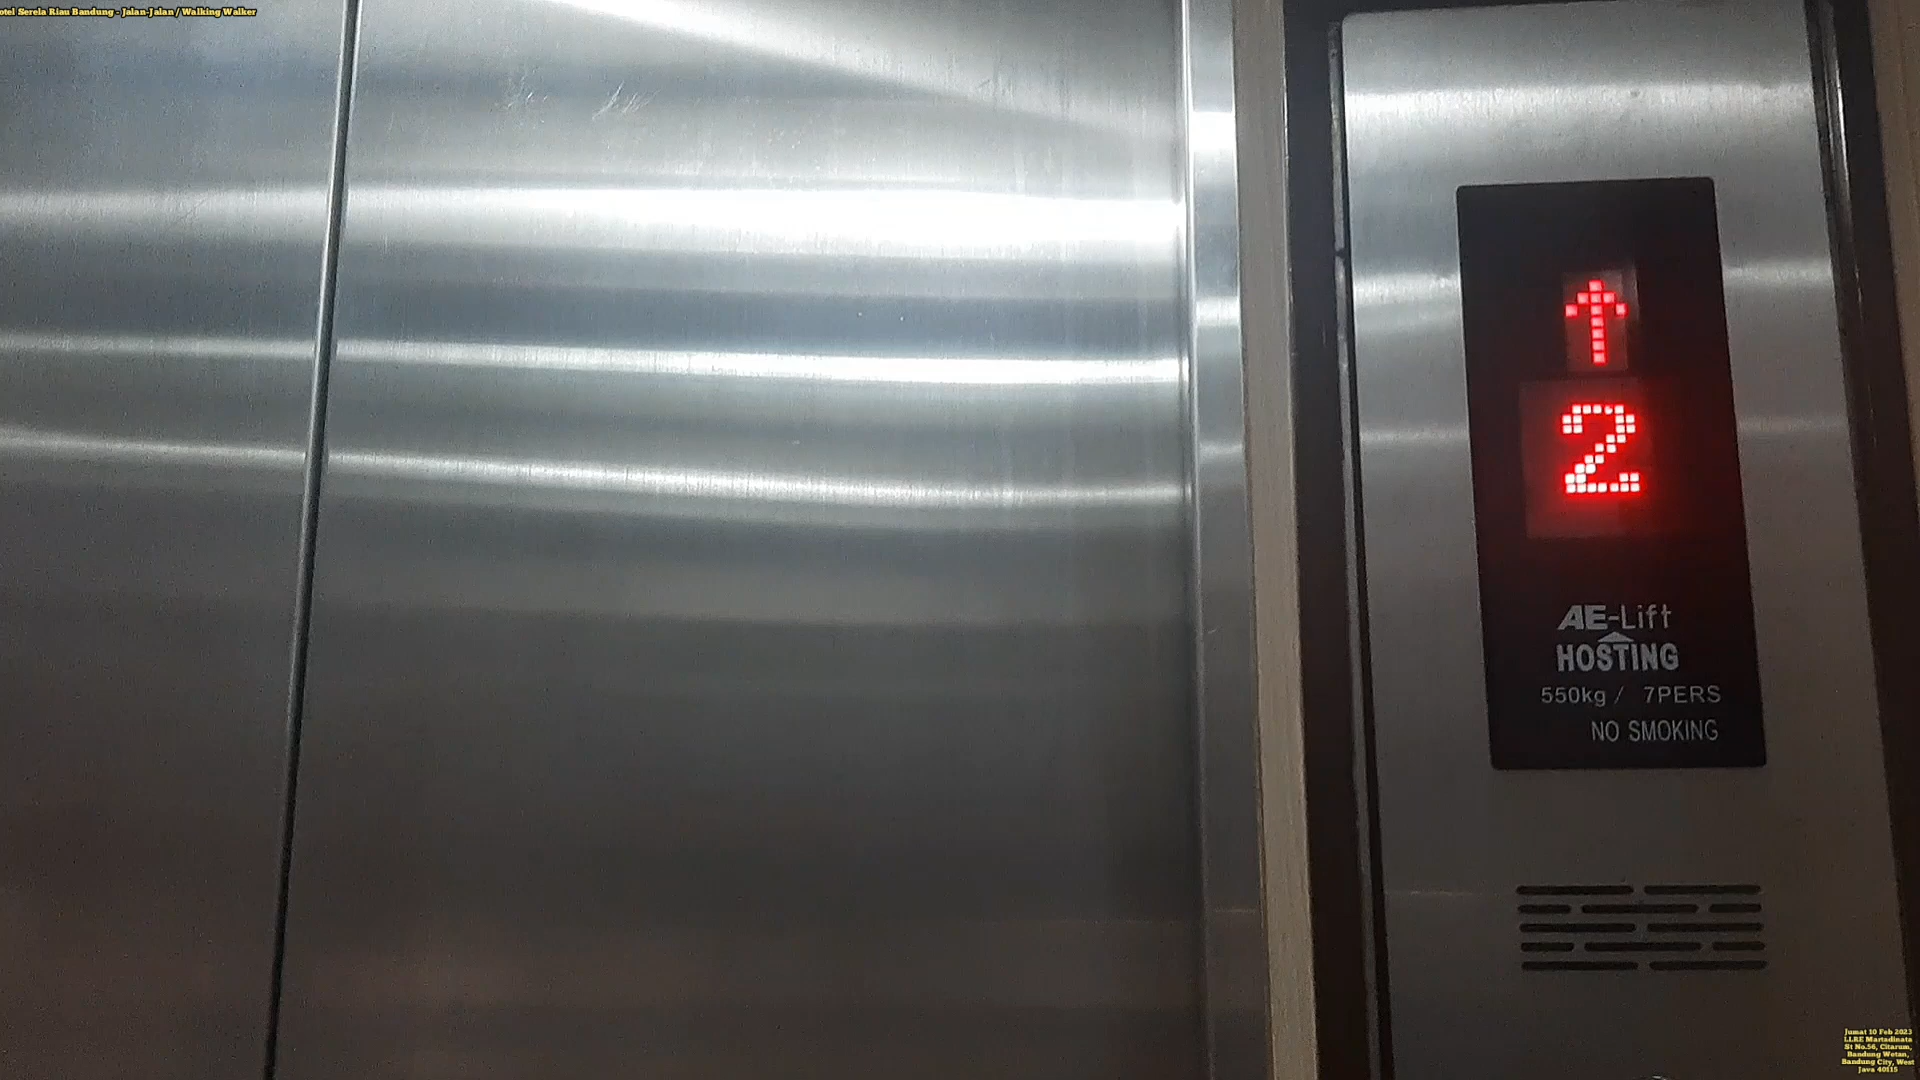 otel Serela Riau Bandung - Jalan-Jalan / Walking Walker
2
AE-Lift
HOSTING
550kg / 7PERS
NO SMOKING
Jumat 10 Feb 2023
LLRE Martadinata
St No.56, Citarum,
Bandung Wetan,
Bandung City, West
Java 40115